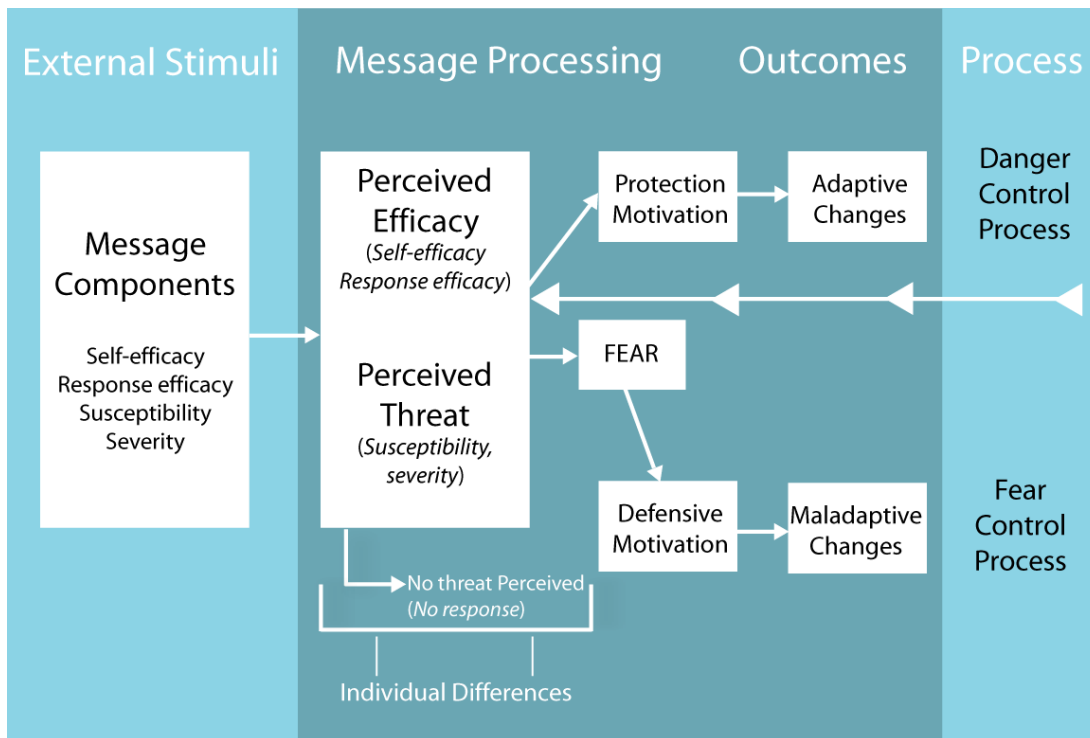 External Stimuli
Message Processing
Outcomes
Process
Message
Components
Self-efficacy
Response efficacy
Susceptibility
Severity
Perceived
Efficacy
(Self-efficacy
Response efficacy)
Perceived
Threat
(Susceptibility,
severity)
Protection
Motivation
Adaptive
Changes
Danger
Control
Process
FEAR
Defensive
Motivation
Maladaptive
Changes
Fear
Control
Process
No threat Perceived
(No response)
Individual Differences